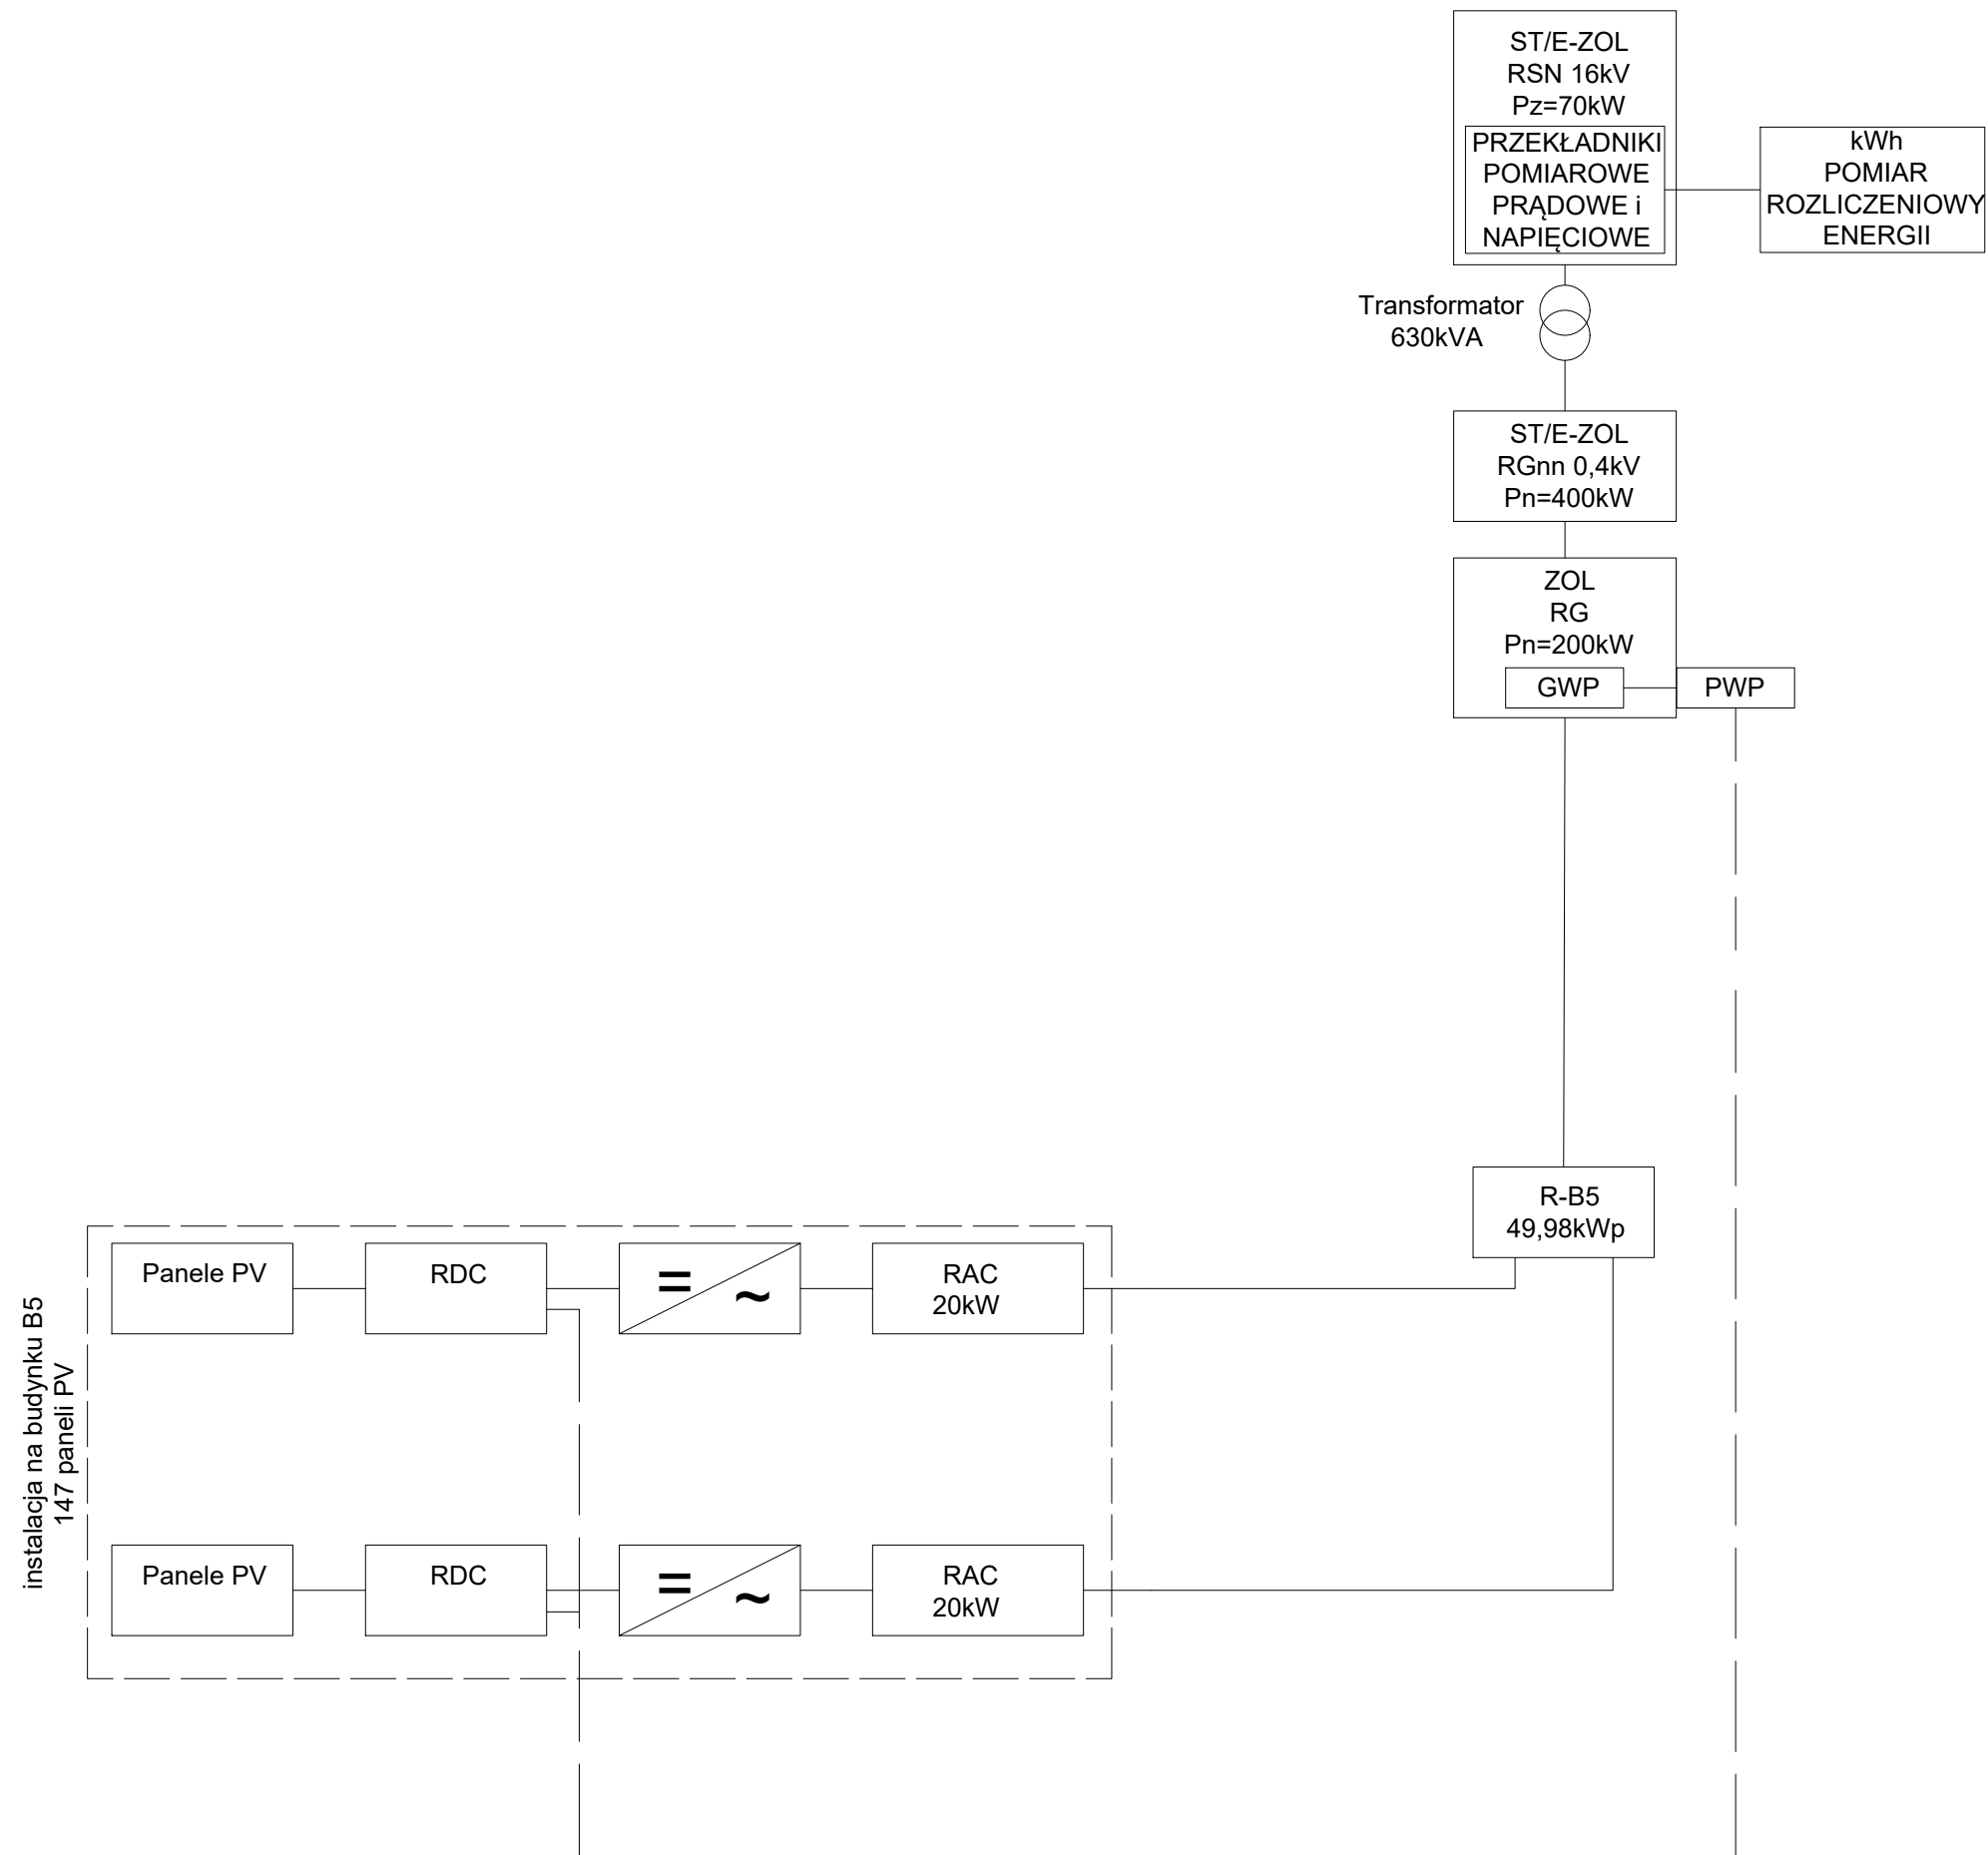 ST/E-ZOL
RSN 16kV
Pz=70kW
PRZEKŁADNIKI
POMIAROWE
PRĄDOWE i
NAPIĘCIOWE
kWh
POMIAR
ROZLICZENIOWY
ENERGII
Transformator
630kVA
ST/E-ZOL
RGnn 0,4kV
Pn=400kW
ZOL
RG
Pn=200kW
GWP
PWP
R-B5
49,98kWp
instalacja na budynku B5
147 paneli PV
Panele PV
RDC
=
~
RAC
20kW
Panele PV
RDC
=
~
RAC
20kW